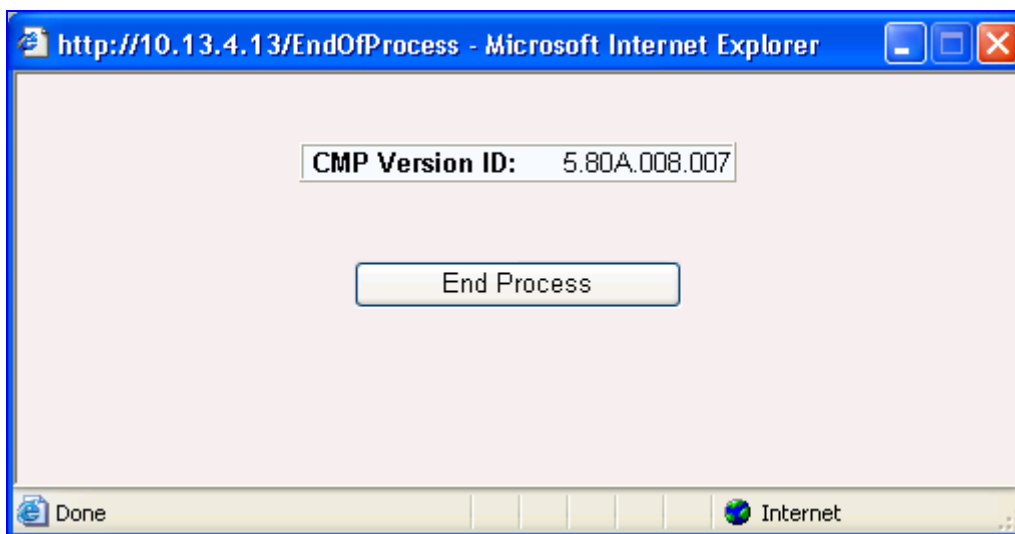 http://10.13.4.13/EndOfProcess - Microsoft Internet Explorer
CMP Version ID: 5.80A.008.007
End Process
Done Internet